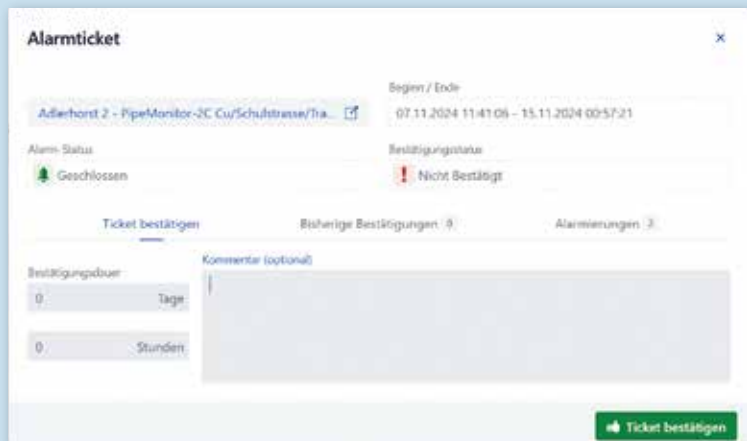 Alarmticket
×
Beginn / Ende
Adlerhorst 2 - PipeMonitor-2C Cu/Schulstrasse/Tra...
07.11.2024 11:41:06 - 15.11.2024 00:57:21
Alarm-Status
Bestätigungsstatus
Geschlossen
Nicht Bestätigt
Ticket bestätigen
Bisherige Bestätigungen 0
Alarmierungen
Kommentar (optional)
Bestätigungsdauer
0 Tage
0 Stunden
Ticket bestätigen